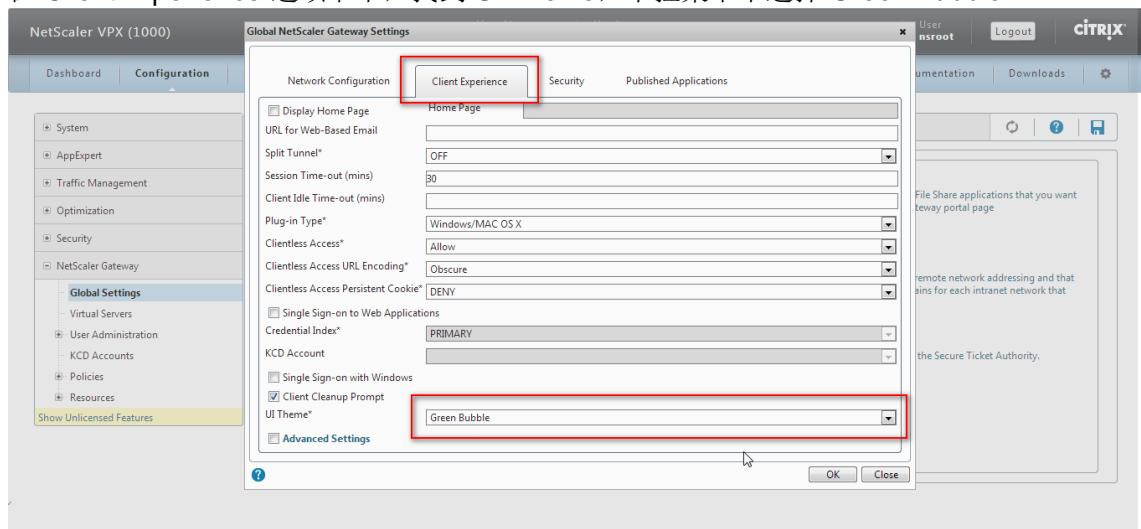 NetScaler VPX (1000)
User
nsroot
Logout
CİTRIX
Dashboard
Configuration
umentation
Downloads
Global NetScaler Gateway Settings
Network Configuration
Client Experience
Security
Published Applications
System
AppExpert
Traffic Management
Optimization
Security
NetScaler Gateway
Global Settings
Virtual Servers
User Administration
KCD Accounts
Policies
Resources
Show Unlicensed Features
Display Home Page
Home Page
URL for Web-Based Email
Split Tunnel* OFF
Session Time-out (mins) 30
Client Idle Time-out (mins)
Plug-in Type* Windows/MAC OS X
Clientless Access* Allow
Clientless Access URL Encoding* Obscure
Clientless Access Persistent Cookie* DENY
Single Sign-on to Web Applications
Credential Index* PRIMARY
KCD Account
Single Sign-on with Windows
Client Cleanup Prompt
UI Theme* Green Bubble
Advanced Settings
OK
Close
File Share applications that you want
teway portal page
remote network addressing and that
ains for each intranet network that
the Secure Ticket Authority.